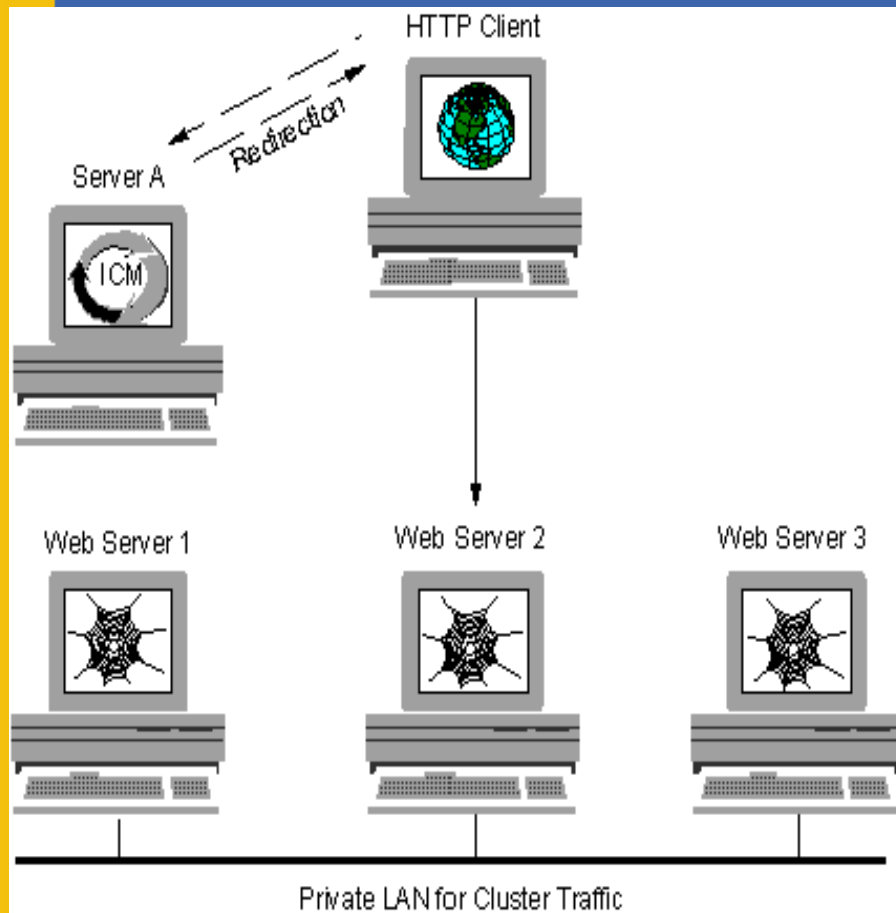 HTTP Client
Redirection
Server A
ICM
Web Server 1
Web Server 2
Web Server 3
Private LAN for Cluster Traffic